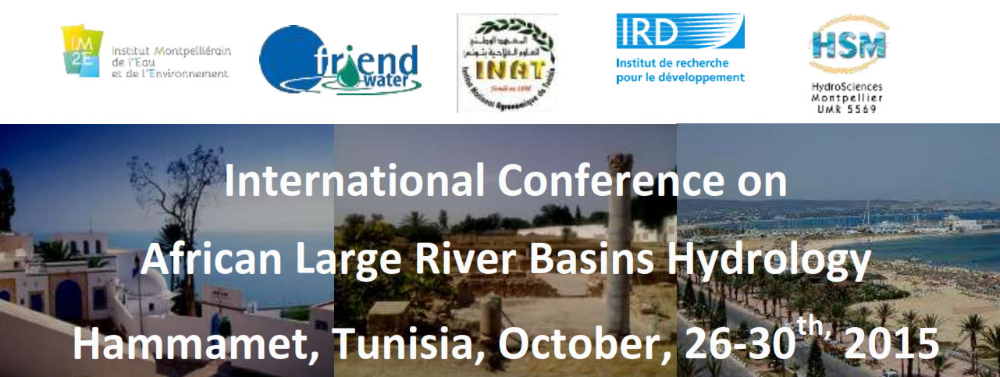 IM
2E
Institut Montpelliérain
de l'Eau
et de l'Environnement
friend
water
المعهد الوطني
للعلوم الفلاحية بتونس
INAT
Fondé en 1898
Institut National Agronomique de Tunisie
IRD
Institut de recherche
pour le développement
HSM
HydroSciences
Montpellier
UMR 5569
International Conference on
African Large River Basins Hydrology
Hammamet, Tunisia, October, 26-30th, 2015